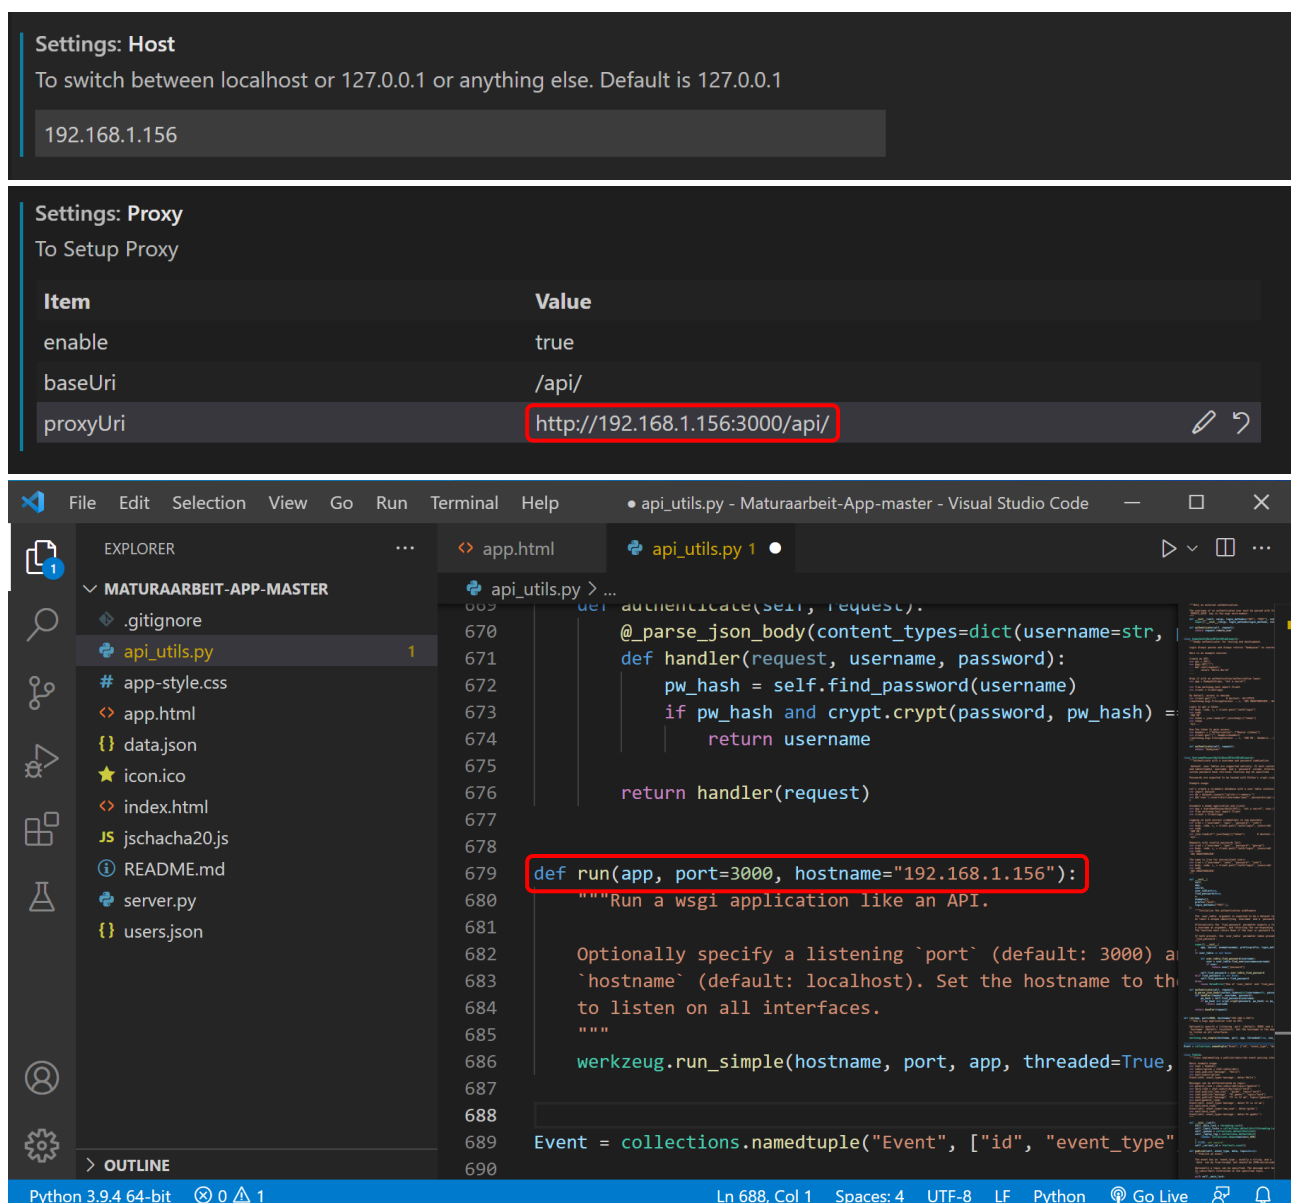 Settings: Host
To switch between localhost or 127.0.0.1 or anything else. Default is 127.0.0.1
192.168.1.156
Settings: Proxy
To Setup Proxy
Item Value
enable true
baseUri /api/
proxyUri http://192.168.1.156:3000/api/
File Edit Selection View Go Run Terminal Help ● api_utils.py - Maturaarbeit-App-master - Visual Studio Code
EXPLORER ··· <> app.html api_utils.py 1 ●
MATURAARBEIT-APP-MASTER
api_utils.py > ...
.gitignore
api_utils.py 1
# app-style.css
<> app.html
{} data.json
icon.ico
<> index.html
JS jschacha20.js
README.md
server.py
{} users.json
OUTLINE
669 def authenticate(self, request):
670 @_parse_json_body(content_types=dict(username=str,
671 def handler(request, username, password):
672 pw_hash = self.find_password(username)
673 if pw_hash and crypt.crypt(password, pw_hash) =
674 return username
675
676 return handler(request)
677
678
679 def run(app, port=3000, hostname="192.168.1.156"):
680 """Run a wsgi application like an API.
681
682 Optionally specify a listening `port` (default: 3000) a
683 `hostname` (default: localhost). Set the hostname to th
684 to listen on all interfaces.
685 """
686 werkzeug.run_simple(hostname, port, app, threaded=True,
687
688
689 Event = collections.namedtuple("Event", ["id", "event_type"
690
Python 3.9.4 64-bit 0 1 Ln 688, Col 1 Spaces: 4 UTF-8 LF Python Go Live